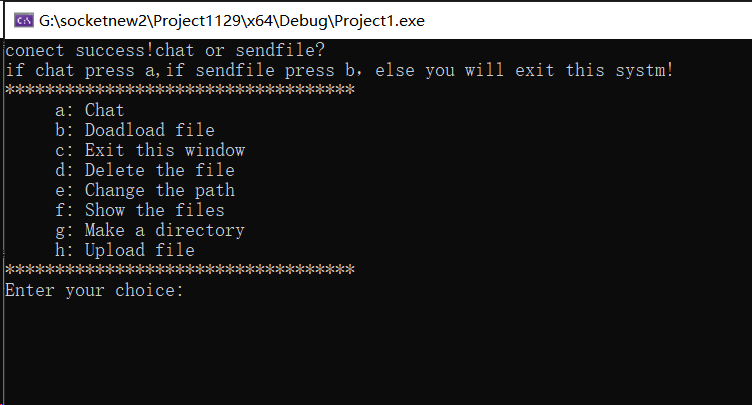 G:\socketnew2\Project1129\x64\Debug\Project1.exe
conect success!chat or sendfile?
if chat press a,if sendfile press b，else you will exit this systm!
***********************************
a: Chat
b: Doadload file
c: Exit this window
d: Delete the file
e: Change the path
f: Show the files
g: Make a directory
h: Upload file
***********************************
Enter your choice: